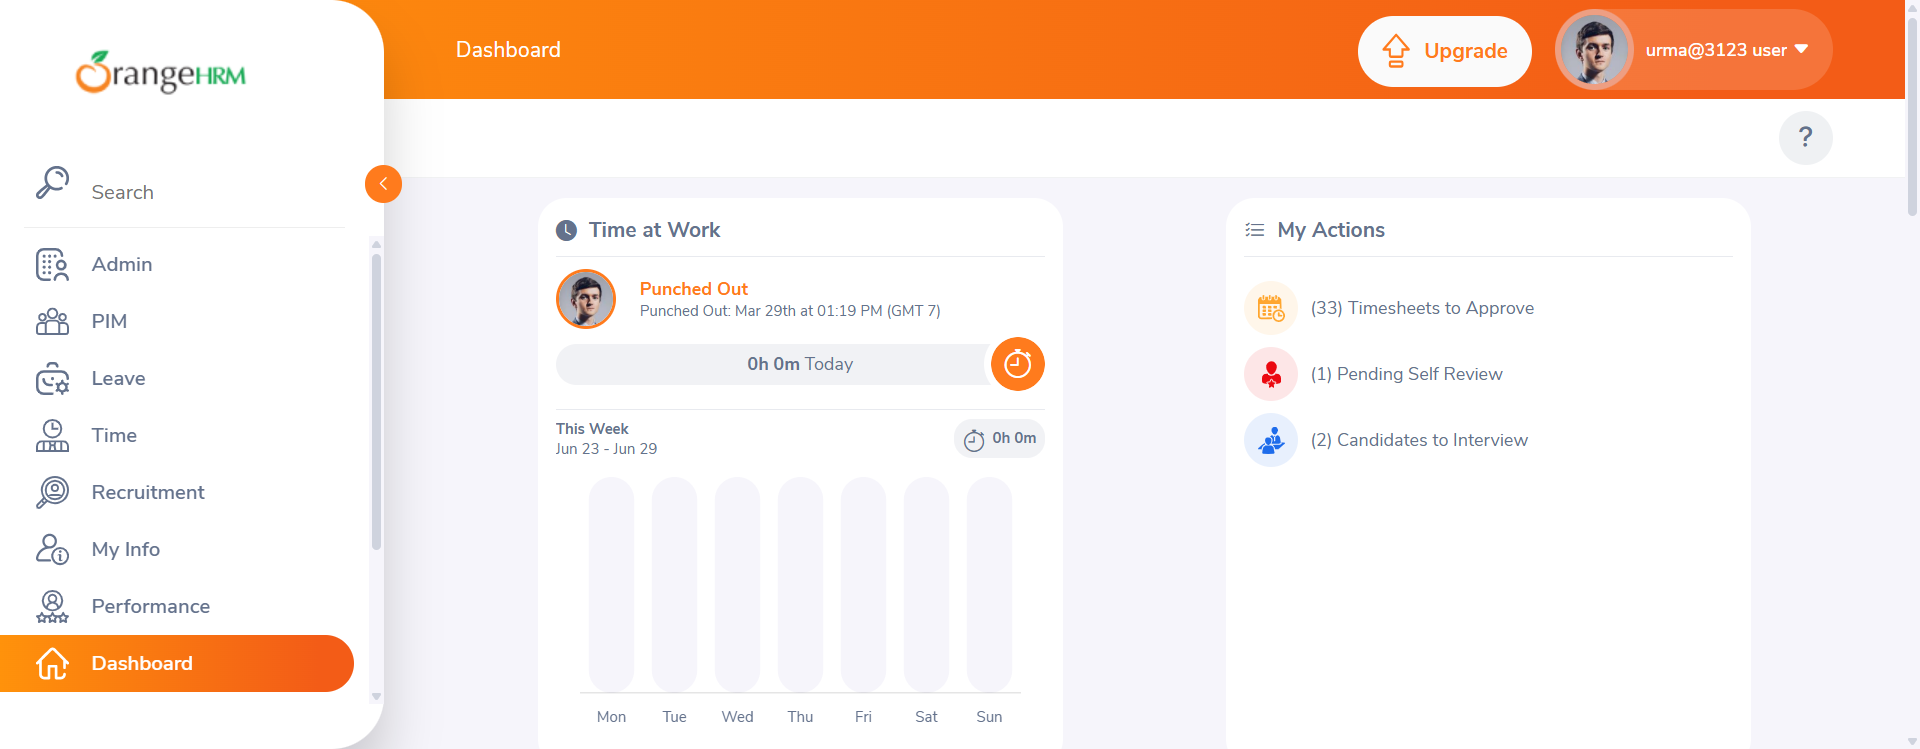 OrangeHRM
Dashboard
Upgrade
urma@3123 user
?
Search
Admin
PIM
Leave
Time
Recruitment
My Info
Performance
Dashboard
Time at Work
Punched Out
Punched Out: Mar 29th at 01:19 PM (GMT 7)
0h 0m Today
This Week
Jun 23 - Jun 29
0h 0m
Mon Tue Wed Thu Fri Sat Sun
My Actions
(33) Timesheets to Approve
(1) Pending Self Review
(2) Candidates to Interview